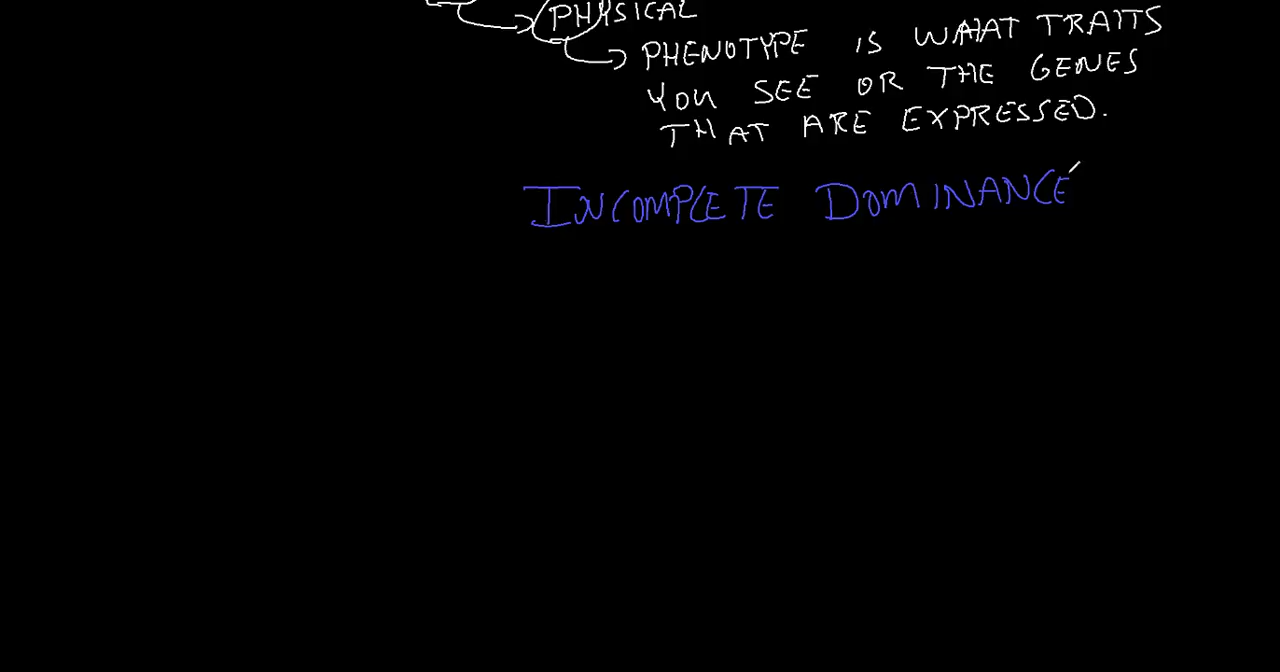 PHYSICAL
PHENOTYPE IS WHAT TRAITS
YOU SEE OR THE GENES
THAT ARE EXPRESSED.
INCOMPLETE DOMINANCE